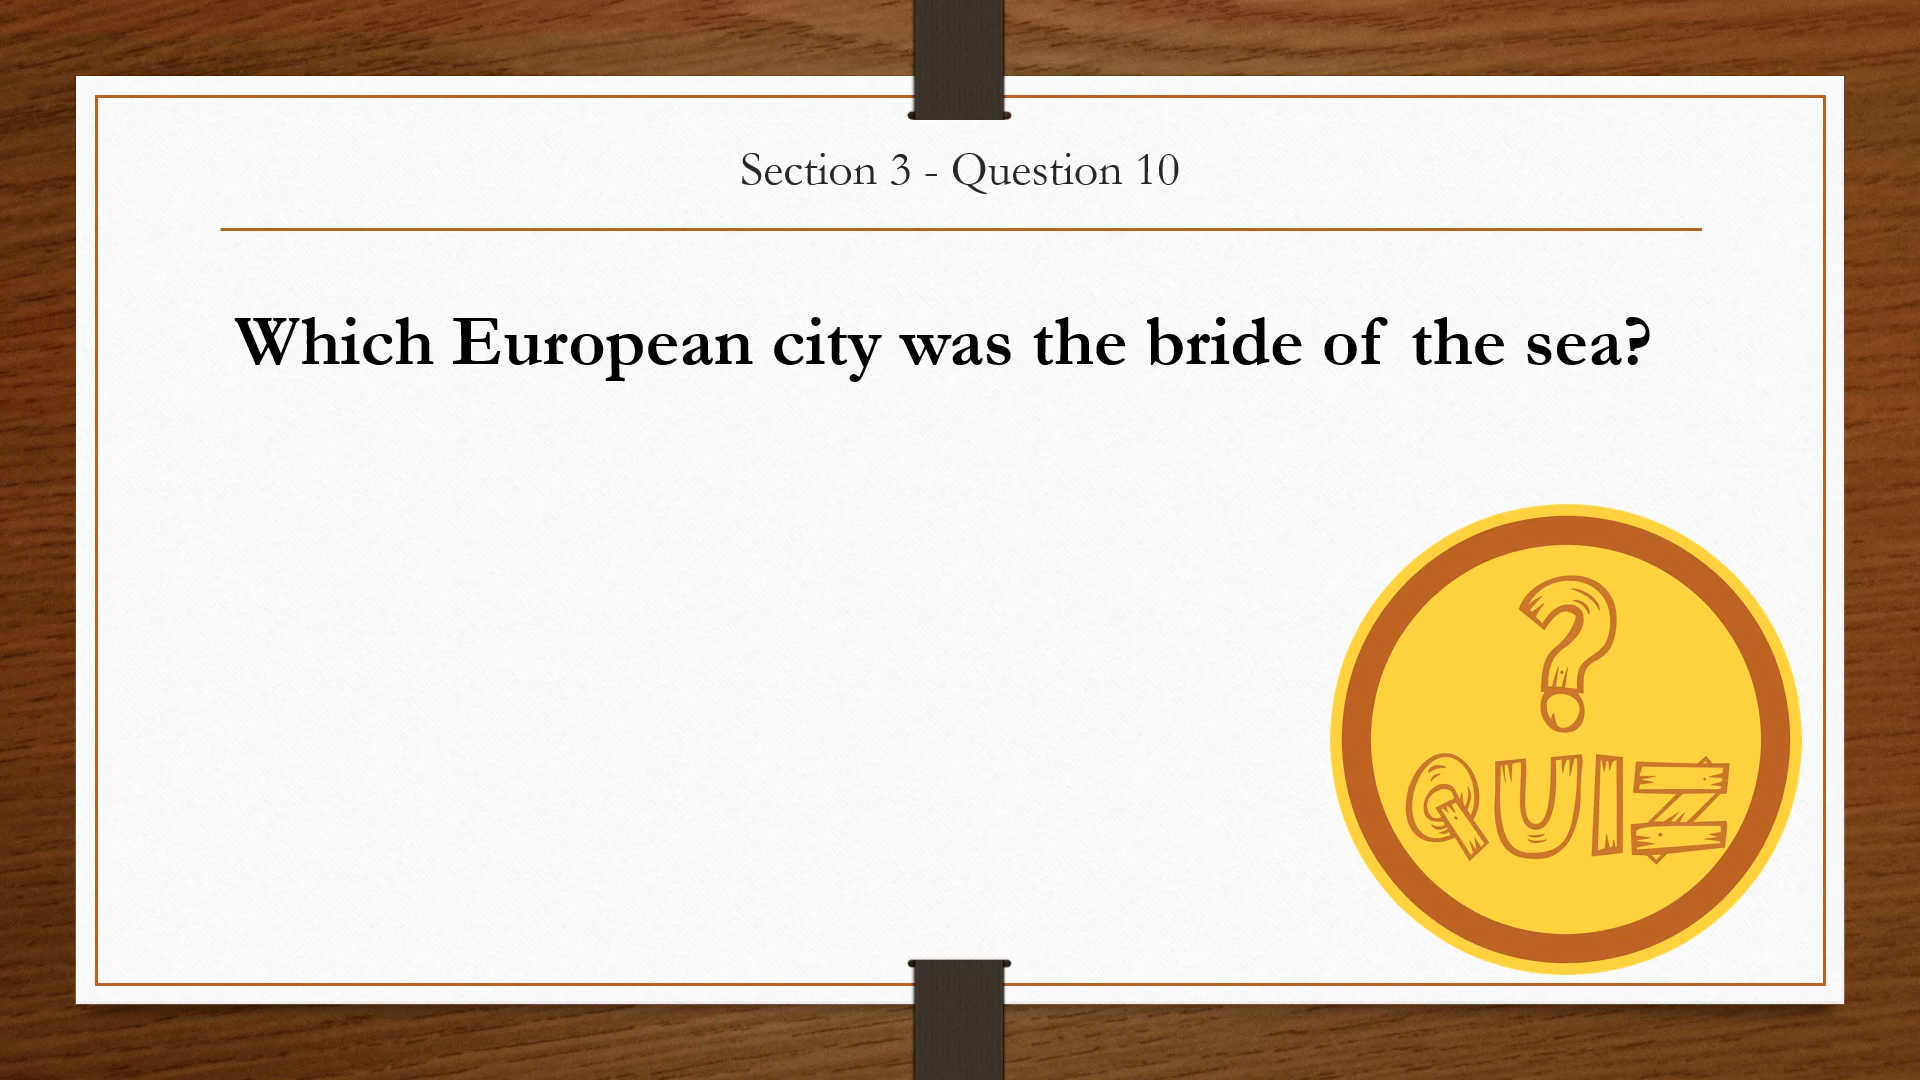 Section 3 - Question 10
Which European city was the bride of the sea?
?
QUIZ